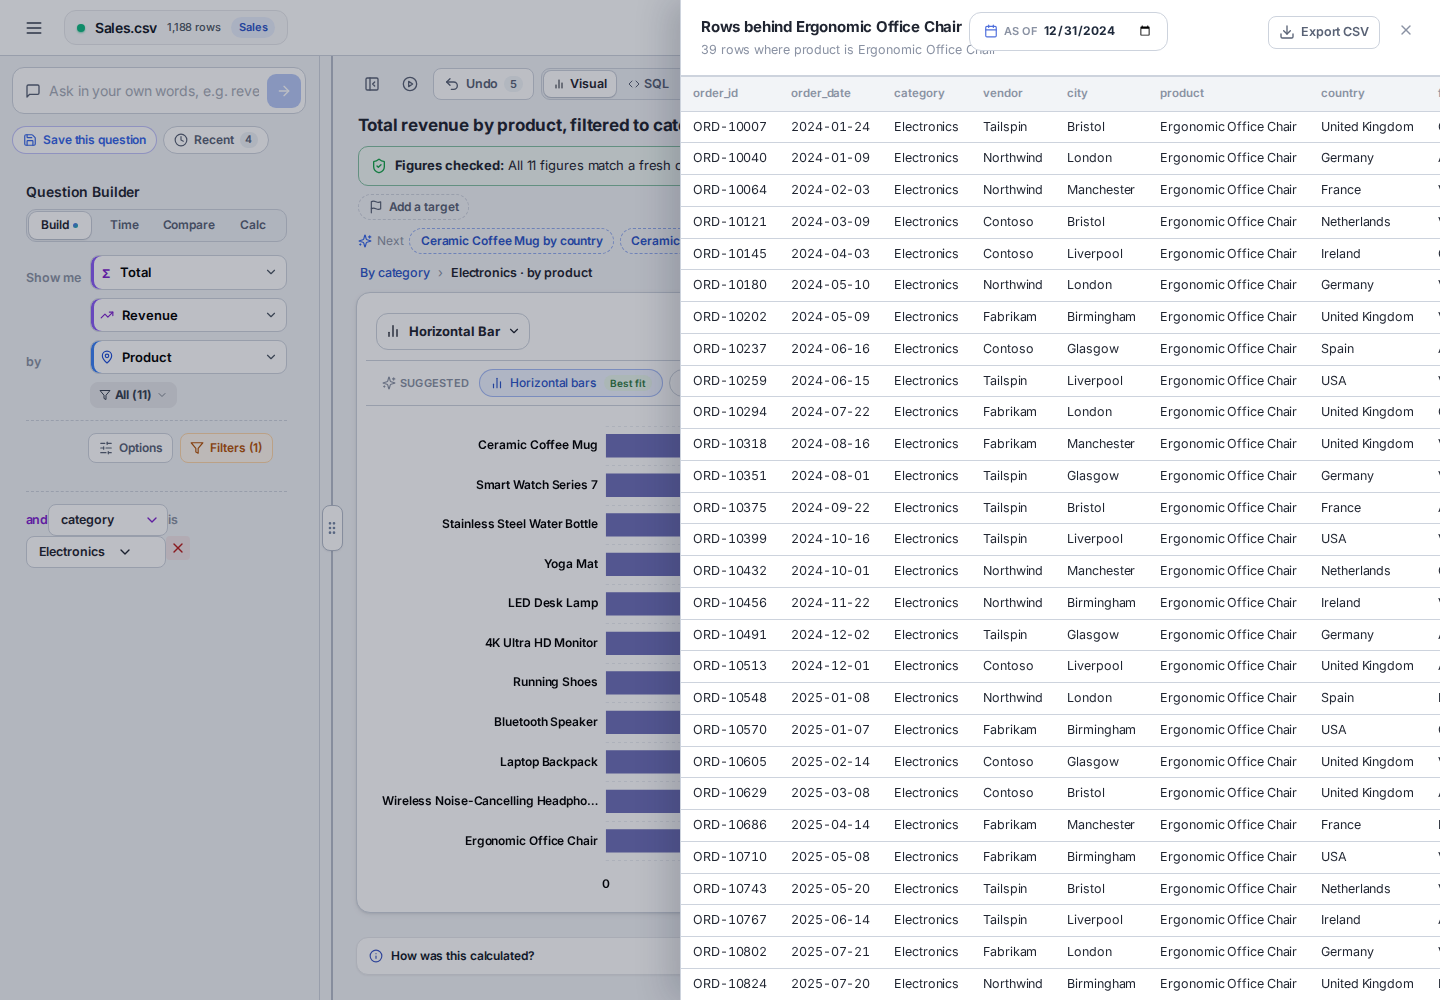 Sales.csv 1,188 rows Sales
Ask in your own words, e.g. reve
Save this question Recent 4
Question Builder
Build Time Compare Calc
Show me Σ Total
Revenue
by Product
All (11)
Options Filters (1)
and category is
Electronics
Undo 5 Visual SQL
Total revenue by product, filtered to cat
Figures checked: All 11 figures match a fresh
Add a target
Next Ceramic Coffee Mug by country Ceramic
By category › Electronics · by product
Horizontal Bar
SUGGESTED Horizontal bars Best fit
Ceramic Coffee Mug
Smart Watch Series 7
Stainless Steel Water Bottle
Yoga Mat
LED Desk Lamp
4K Ultra HD Monitor
Running Shoes
Bluetooth Speaker
Laptop Backpack
Wireless Noise-Cancelling Headpho...
Ergonomic Office Chair
0
How was this calculated?
Rows behind Ergonomic Office Chair
39 rows where product is Ergonomic Office Chair
AS OF 12/31/2024
Export CSV
order_id order_date category vendor city product country
ORD-10007 2024-01-24 Electronics Tailspin Bristol Ergonomic Office Chair United Kingdom
ORD-10040 2024-01-09 Electronics Northwind London Ergonomic Office Chair Germany
ORD-10064 2024-02-03 Electronics Northwind Manchester Ergonomic Office Chair France
ORD-10121 2024-03-09 Electronics Contoso Bristol Ergonomic Office Chair Netherlands
ORD-10145 2024-04-03 Electronics Contoso Liverpool Ergonomic Office Chair Ireland
ORD-10180 2024-05-10 Electronics Northwind London Ergonomic Office Chair Germany
ORD-10202 2024-05-09 Electronics Fabrikam Birmingham Ergonomic Office Chair United Kingdom
ORD-10237 2024-06-16 Electronics Contoso Glasgow Ergonomic Office Chair Spain
ORD-10259 2024-06-15 Electronics Tailspin Liverpool Ergonomic Office Chair USA
ORD-10294 2024-07-22 Electronics Fabrikam London Ergonomic Office Chair United Kingdom
ORD-10318 2024-08-16 Electronics Fabrikam Manchester Ergonomic Office Chair United Kingdom
ORD-10351 2024-08-01 Electronics Tailspin Glasgow Ergonomic Office Chair Germany
ORD-10375 2024-09-22 Electronics Tailspin Bristol Ergonomic Office Chair France
ORD-10399 2024-10-16 Electronics Tailspin Liverpool Ergonomic Office Chair USA
ORD-10432 2024-10-01 Electronics Northwind Manchester Ergonomic Office Chair Netherlands
ORD-10456 2024-11-22 Electronics Northwind Birmingham Ergonomic Office Chair Ireland
ORD-10491 2024-12-02 Electronics Tailspin Glasgow Ergonomic Office Chair Germany
ORD-10513 2024-12-01 Electronics Contoso Liverpool Ergonomic Office Chair United Kingdom
ORD-10548 2025-01-08 Electronics Northwind London Ergonomic Office Chair Spain
ORD-10570 2025-01-07 Electronics Fabrikam Birmingham Ergonomic Office Chair USA
ORD-10605 2025-02-14 Electronics Contoso Glasgow Ergonomic Office Chair United Kingdom
ORD-10629 2025-03-08 Electronics Contoso Bristol Ergonomic Office Chair United Kingdom
ORD-10686 2025-04-14 Electronics Fabrikam Manchester Ergonomic Office Chair France
ORD-10710 2025-05-08 Electronics Fabrikam Birmingham Ergonomic Office Chair USA
ORD-10743 2025-05-20 Electronics Tailspin Bristol Ergonomic Office Chair Netherlands
ORD-10767 2025-06-14 Electronics Tailspin Liverpool Ergonomic Office Chair Ireland
ORD-10802 2025-07-21 Electronics Fabrikam London Ergonomic Office Chair Germany
ORD-10824 2025-07-20 Electronics Northwind Birmingham Ergonomic Office Chair United Kingdom